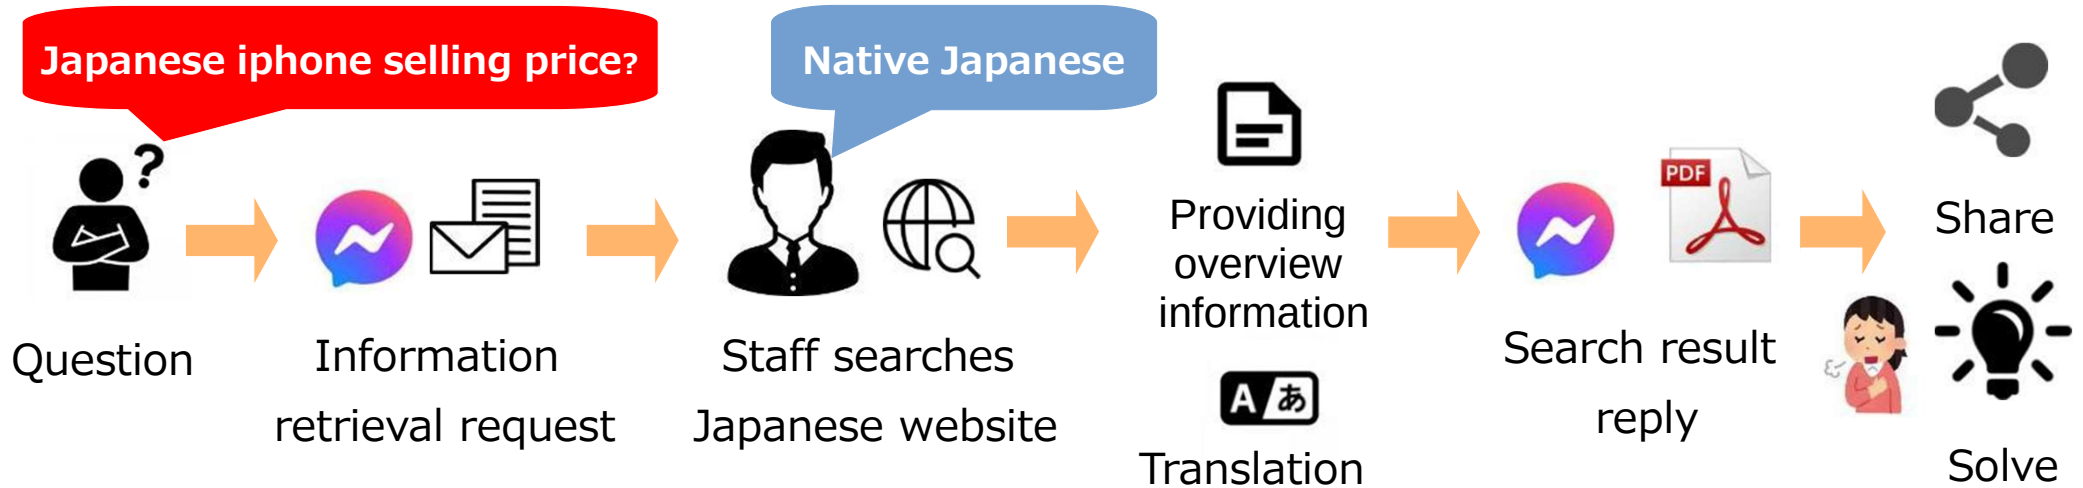 Japanese iphone selling price?
Native Japanese
Question
Information
retrieval request
Staff searches
Japanese website
Providing
overview
information
A/あ
Translation
PDF
Search result
reply
Share
Solve